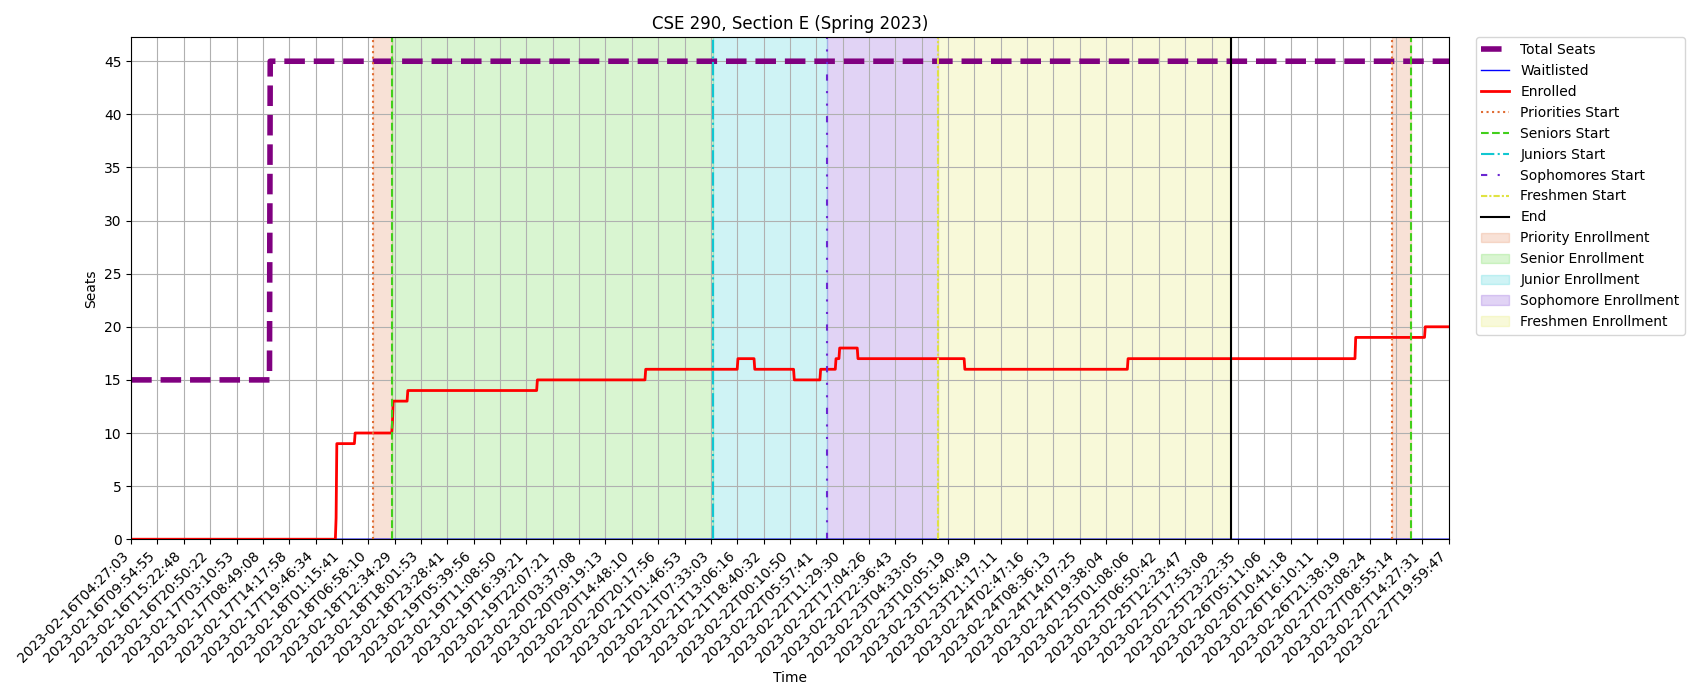 CSE 290, Section E (Spring 2023)
Total Seats
Waitlisted
Enrolled
Priorities Start
Seniors Start
Juniors Start
Sophomores Start
Freshmen Start
End
Priority Enrollment
Senior Enrollment
Junior Enrollment
Sophomore Enrollment
Freshmen Enrollment
Seats
45
40
35
30
25
20
15
10
5
0
2023-02-16T04:27:03
2023-02-16T09:54:55
2023-02-16T15:22:48
2023-02-16T20:50:22
2023-02-17T03:10:53
2023-02-17T08:49:08
2023-02-17T14:17:58
2023-02-17T19:46:34
2023-02-18T01:15:41
2023-02-18T06:58:10
2023-02-18T12:34:29
2023-02-18T18:01:53
2023-02-18T23:28:41
2023-02-19T05:39:56
2023-02-19T11:08:50
2023-02-19T16:39:21
2023-02-19T22:07:21
2023-02-20T03:37:08
2023-02-20T09:19:13
2023-02-20T14:48:10
2023-02-20T20:17:56
2023-02-21T01:46:53
2023-02-21T07:33:03
2023-02-21T13:06:16
2023-02-21T18:40:32
2023-02-22T00:10:50
2023-02-22T05:57:41
2023-02-22T11:29:30
2023-02-22T17:04:26
2023-02-22T22:36:43
2023-02-23T04:33:05
2023-02-23T10:05:19
2023-02-23T15:40:49
2023-02-23T21:17:11
2023-02-24T02:47:16
2023-02-24T08:36:13
2023-02-24T14:07:25
2023-02-24T19:38:04
2023-02-25T01:08:06
2023-02-25T06:50:42
2023-02-25T12:23:47
2023-02-25T17:53:08
2023-02-25T23:22:35
2023-02-26T05:11:06
2023-02-26T10:41:18
2023-02-26T16:10:11
2023-02-26T21:38:19
2023-02-27T03:08:24
2023-02-27T08:55:14
2023-02-27T14:27:31
2023-02-27T19:59:47
Time